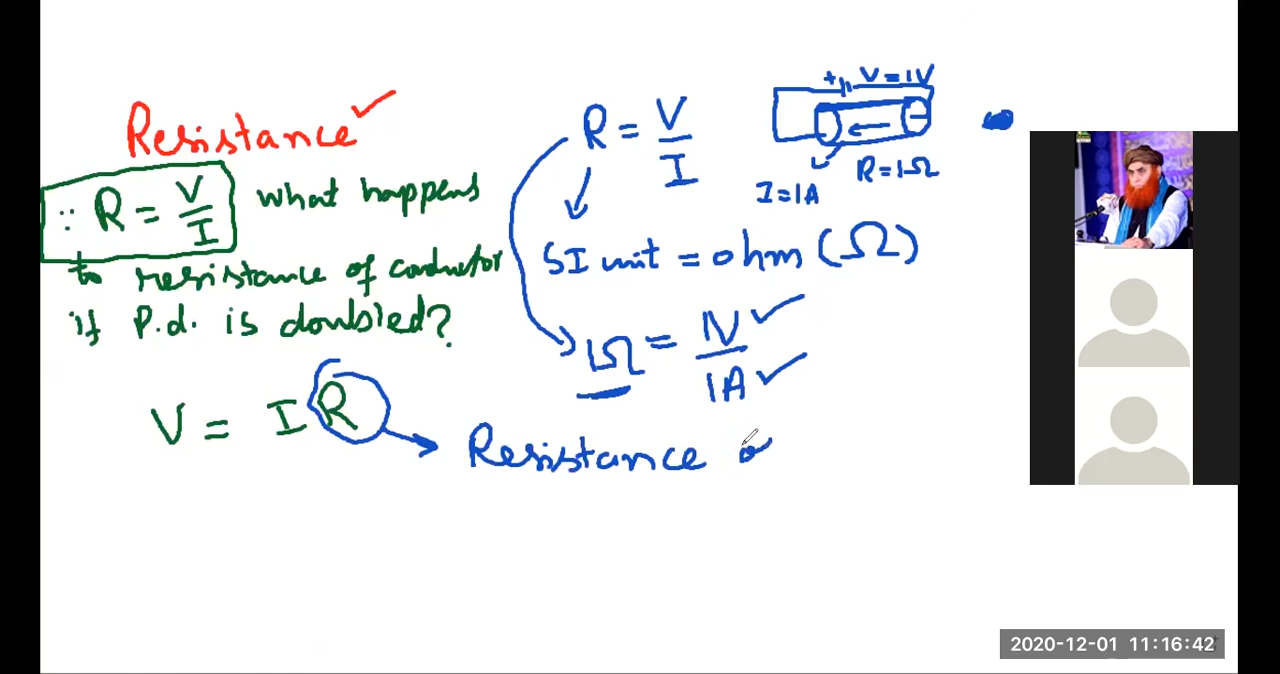 Resistance
∵ R = V/I what happens
to resistance of conductor
if P.d. is doubled?
V = IR
R = V/I
V = 1V
R = 1Ω
I = 1A
SI unit = ohm (Ω)
1Ω = 1V/1A
Resistance
2020-12-01 11:16:42